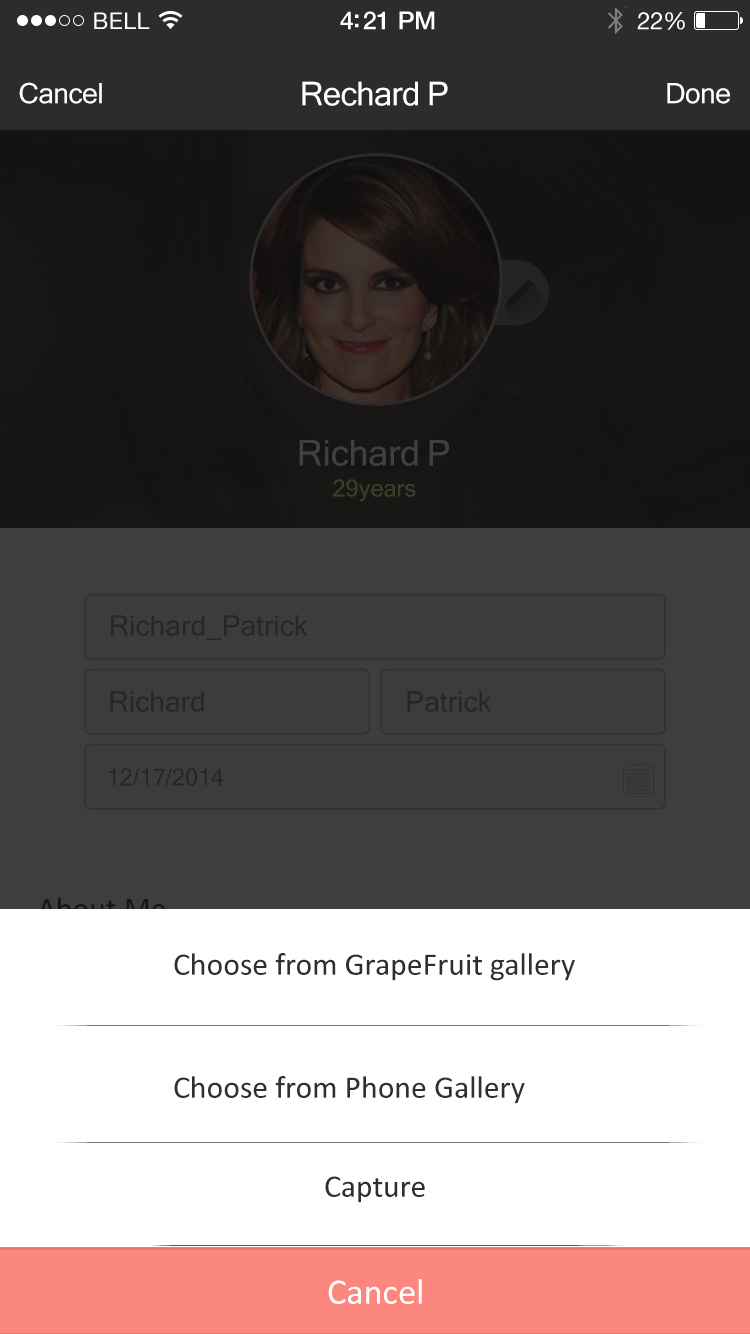 BELL 4:21 PM 22%
Cancel Rechard P Done
Richard P
29years
Richard_Patrick
Richard Patrick
12/17/2014
About Me
Choose from GrapeFruit gallery
Choose from Phone Gallery
Capture
Cancel